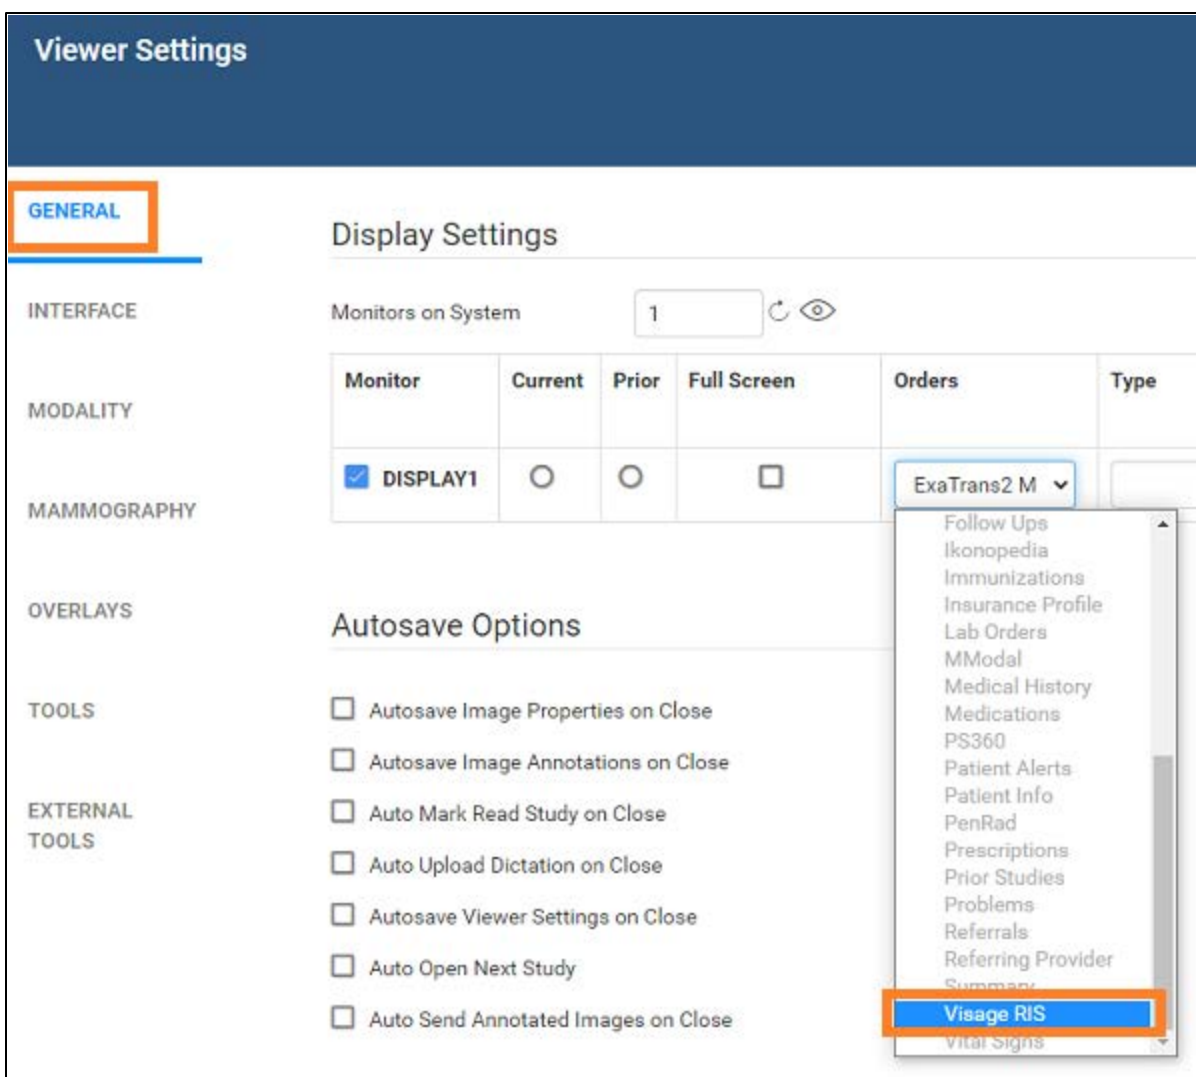 Viewer Settings
GENERAL
INTERFACE
MODALITY
MAMMOGRAPHY
OVERLAYS
TOOLS
EXTERNAL
TOOLS
Display Settings
Monitors on System 1
Monitor Current Prior Full Screen Orders Type
DISPLAY1 ExaTrans2 M
Follow Ups
Ikonopedia
Immunizations
Insurance Profile
Lab Orders
MModal
Medical History
Medications
PS360
Patient Alerts
Patient Info
PenRad
Prescriptions
Prior Studies
Problems
Referrals
Referring Provider
Summary
Visage RIS
Vital Signs
Autosave Options
Autosave Image Properties on Close
Autosave Image Annotations on Close
Auto Mark Read Study on Close
Auto Upload Dictation on Close
Autosave Viewer Settings on Close
Auto Open Next Study
Auto Send Annotated Images on Close